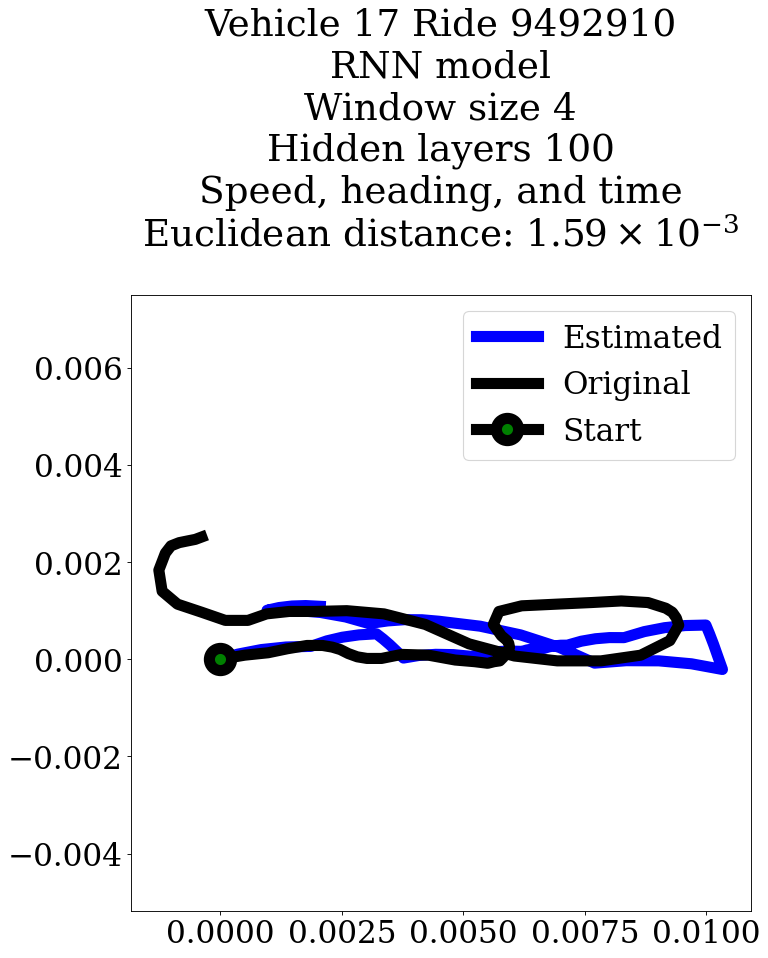 Vehicle 17 Ride 9492910
RNN model
Window size 4
Hidden layers 100
Speed, heading, and time
Euclidean distance: 1.59 × 10⁻³
Estimated
Original
Start
0.006
0.004
0.002
0.000
−0.002
−0.004
0.0000 0.0025 0.0050 0.0075 0.0100